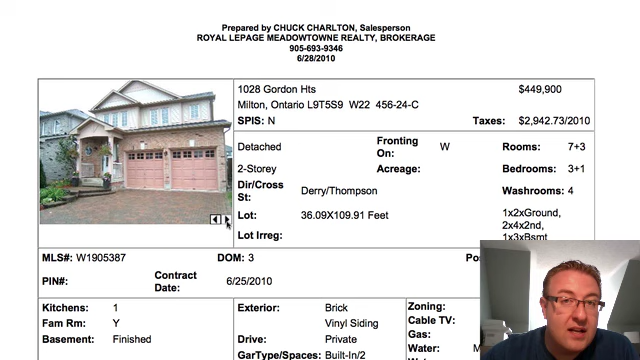 Prepared by CHUCK CHARLTON, Salesperson
ROYAL LEPAGE MEADOWTOWNE REALTY, BROKERAGE
905-693-9346
6/28/2010
1028 Gordon Hts $449,900
Milton, Ontario L9T5S9 W22 456-24-C
SPIS: N Taxes: $2,942.73/2010
Detached Fronting On: W Rooms: 7+3
2-Storey Acreage: Bedrooms: 3+1
Dir/Cross St: Derry/Thompson Washrooms: 4
Lot: 36.09X109.91 Feet 1x2xGround,
2x4x2nd,
Lot Irreg: 1x3xBsmt
MLS#: W1905387 DOM: 3
PIN#: Contract Date: 6/25/2010
Kitchens: 1 Exterior: Brick Zoning:
Fam Rm: Y Vinyl Siding Cable TV:
Basement: Finished Drive: Private Gas:
GarType/Spaces: Built-In/2 Water: